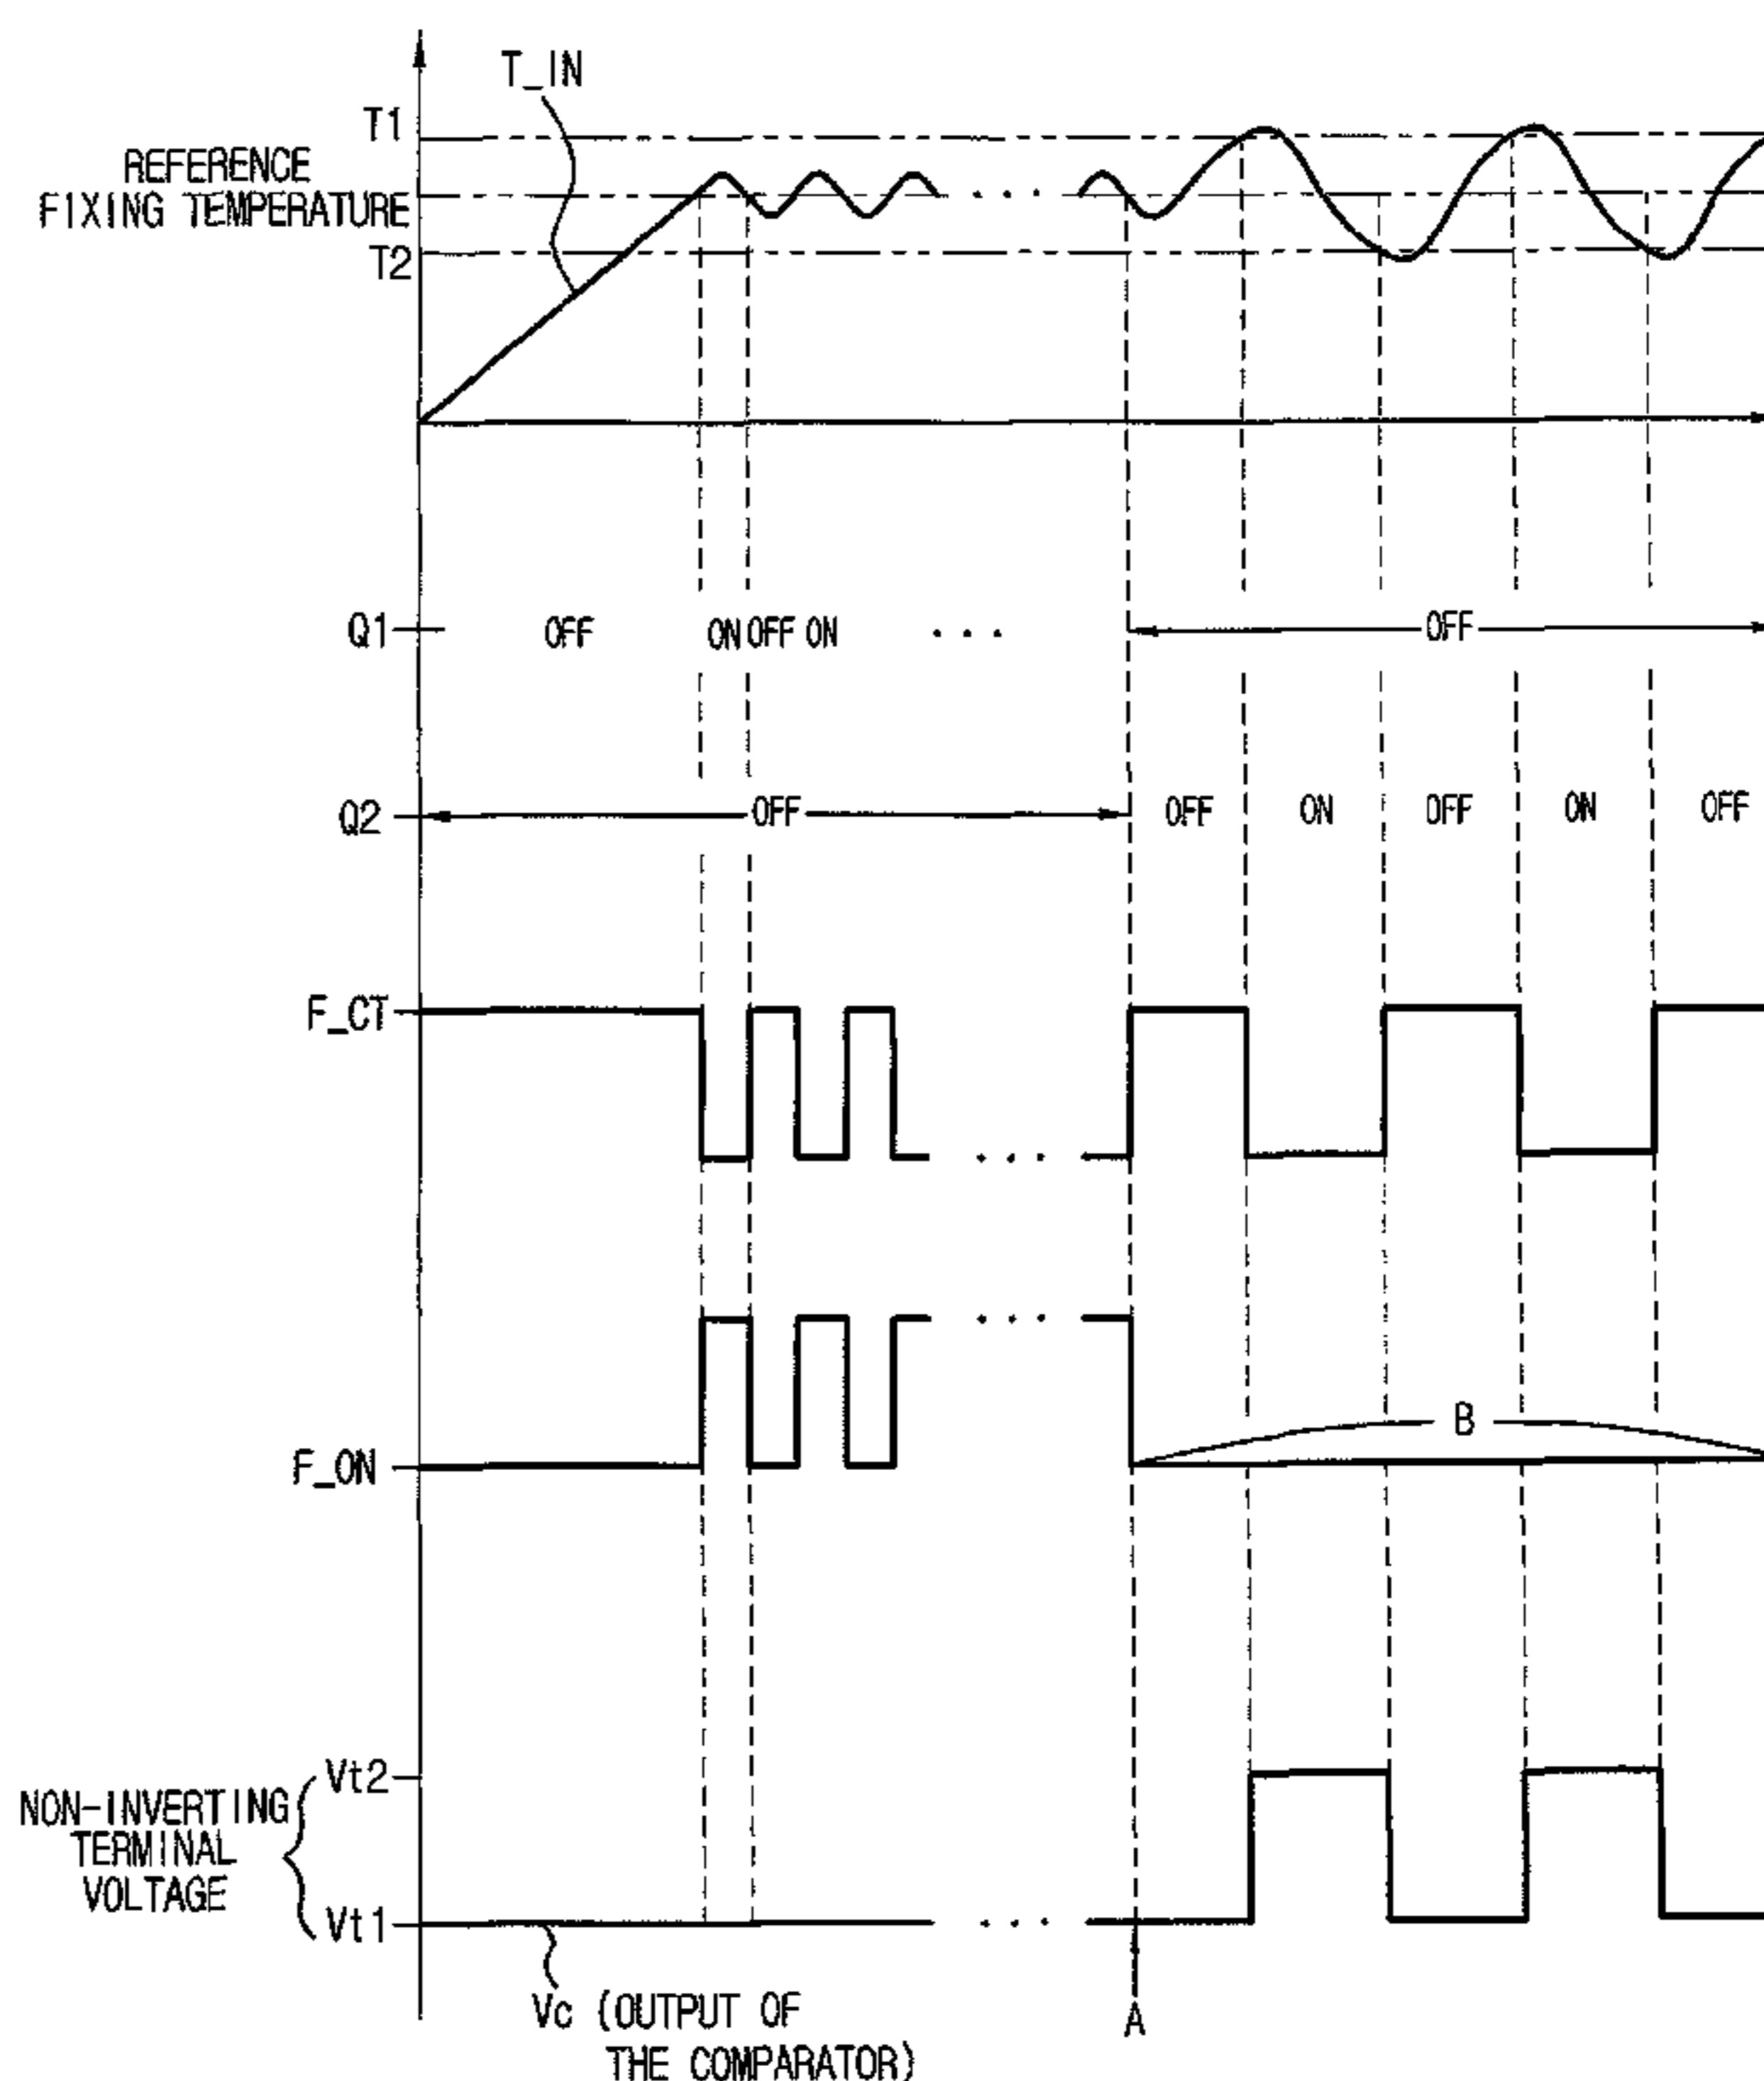 T_IN
T1
REFERENCE
FIXING TEMPERATURE
T2
Q1 OFF ON OFF ON ... OFF
Q2 OFF OFF ON OFF ON OFF
F_CT
...
...
B
F_ON
Vt2
NON-INVERTING
TERMINAL
VOLTAGE
Vt1
...
Vc (OUTPUT OF
THE COMPARATOR)
A